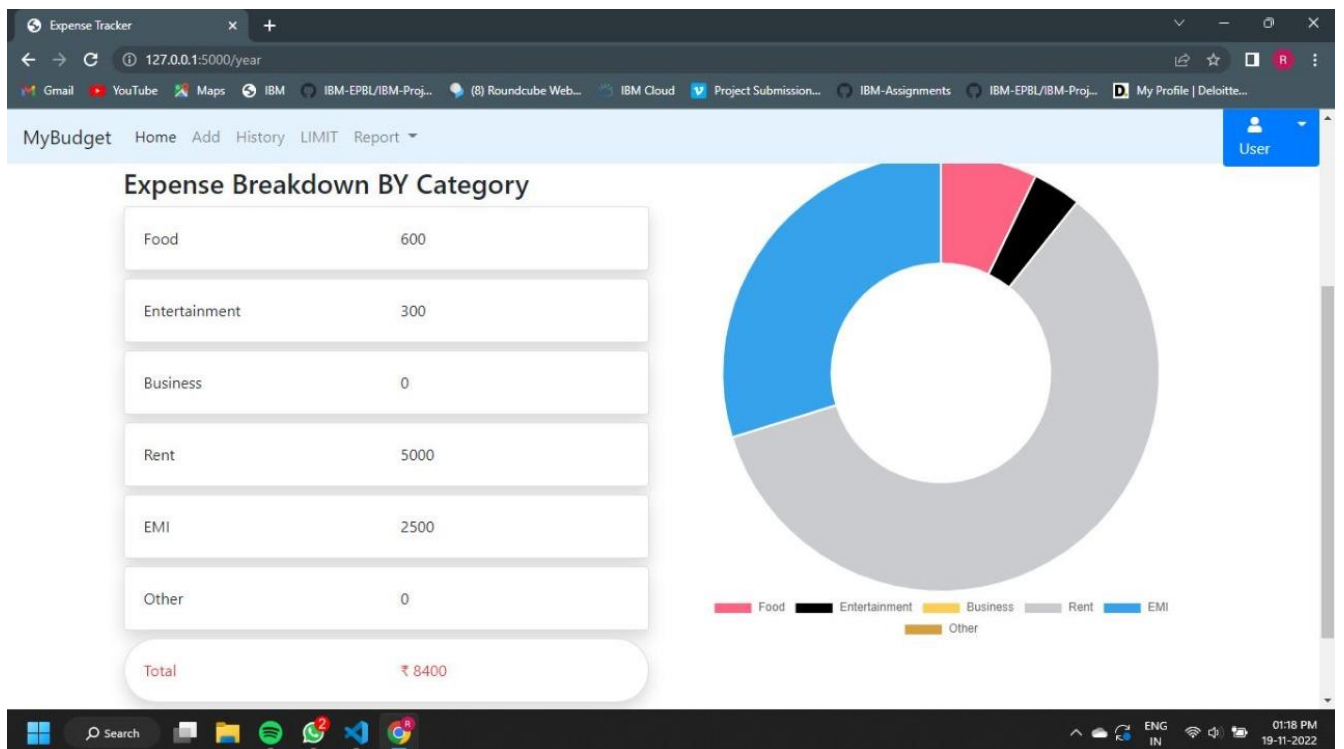 Expense Tracker
127.0.0.1:5000/year
Gmail YouTube Maps IBM IBM-EPBL/IBM-Proj... (8) Roundcube Web... IBM Cloud Project Submission... IBM-Assignments IBM-EPBL/IBM-Proj... D. My Profile | Deloitte...
R
MyBudget Home Add History LIMIT Report
User
Expense Breakdown BY Category
Food 600
Entertainment 300
Business 0
Rent 5000
EMI 2500
Other 0
Total ₹ 8400
Food Entertainment Business Rent EMI
Other
Search
2
ENG
IN
01:18 PM
19-11-2022